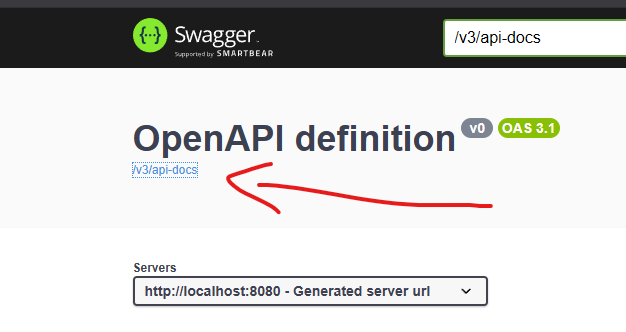 Swagger.
Supported by SMARTBEAR
/v3/api-docs
OpenAPI definition v0 OAS 3.1
/v3/api-docs
Servers
http://localhost:8080 - Generated server url